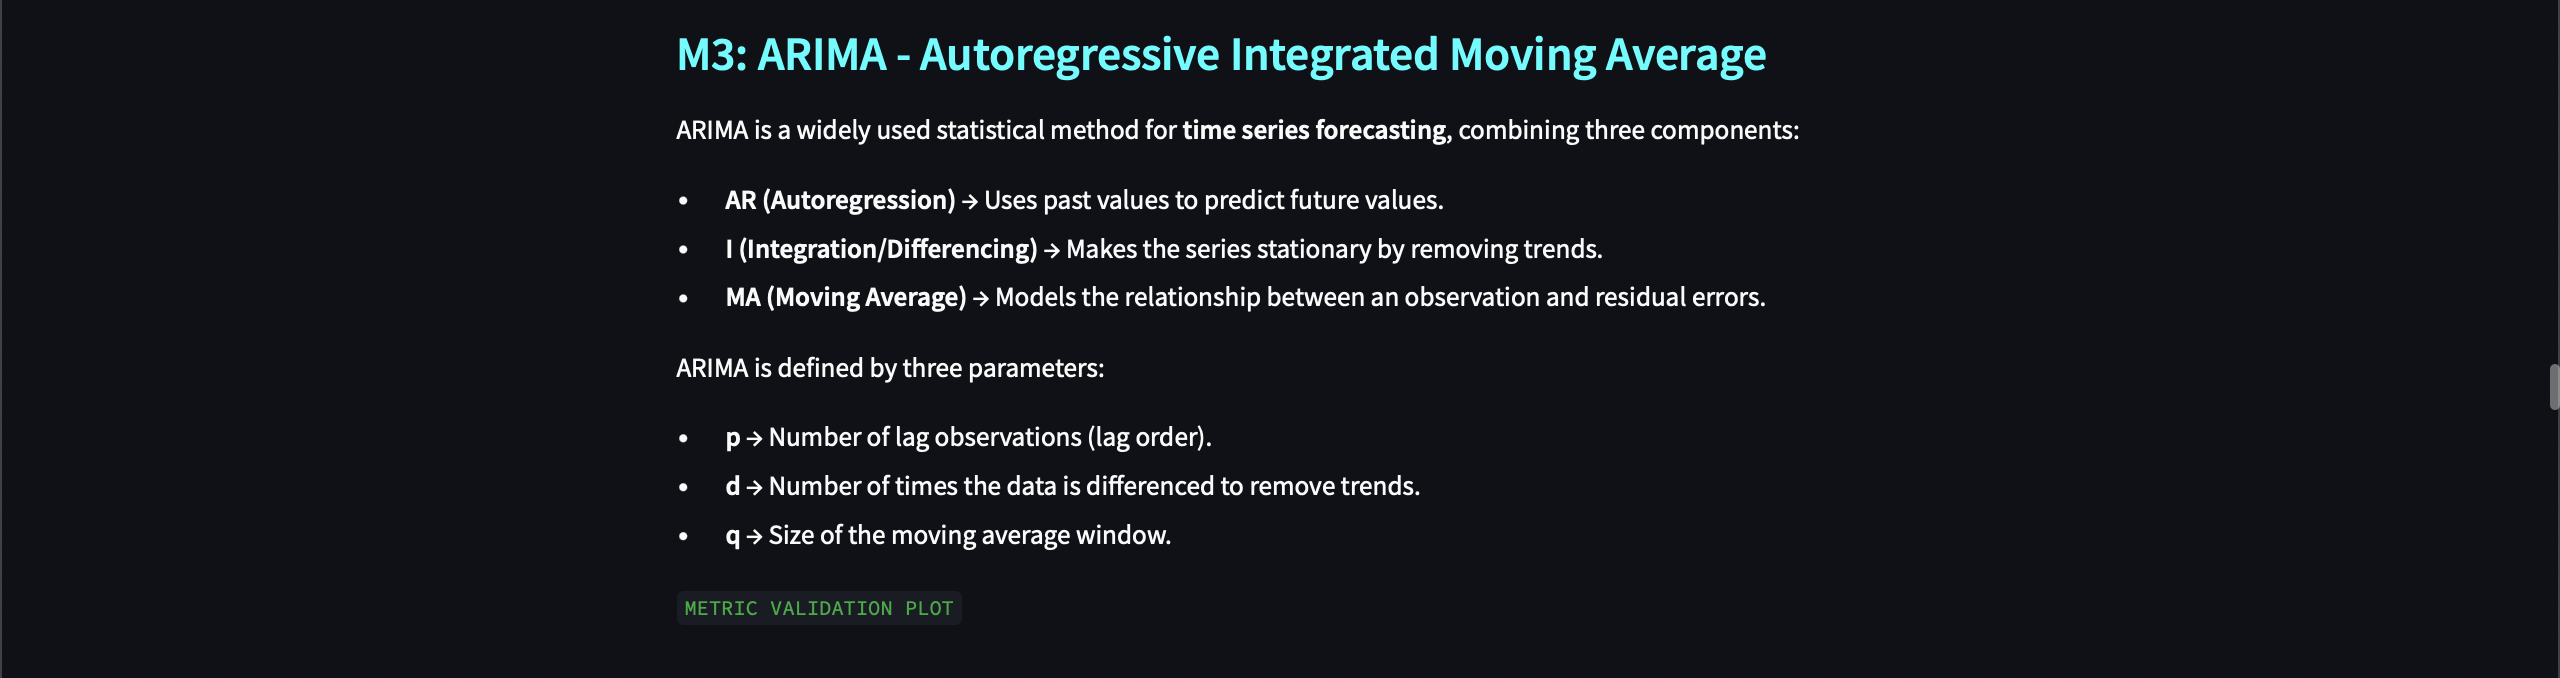 M3: ARIMA - Autoregressive Integrated Moving Average
ARIMA is a widely used statistical method for time series forecasting, combining three components:
• AR (Autoregression) → Uses past values to predict future values.
• I (Integration/Differencing) → Makes the series stationary by removing trends.
• MA (Moving Average) → Models the relationship between an observation and residual errors.
ARIMA is defined by three parameters:
• p → Number of lag observations (lag order).
• d → Number of times the data is differenced to remove trends.
• q → Size of the moving average window.
METRIC VALIDATION PLOT